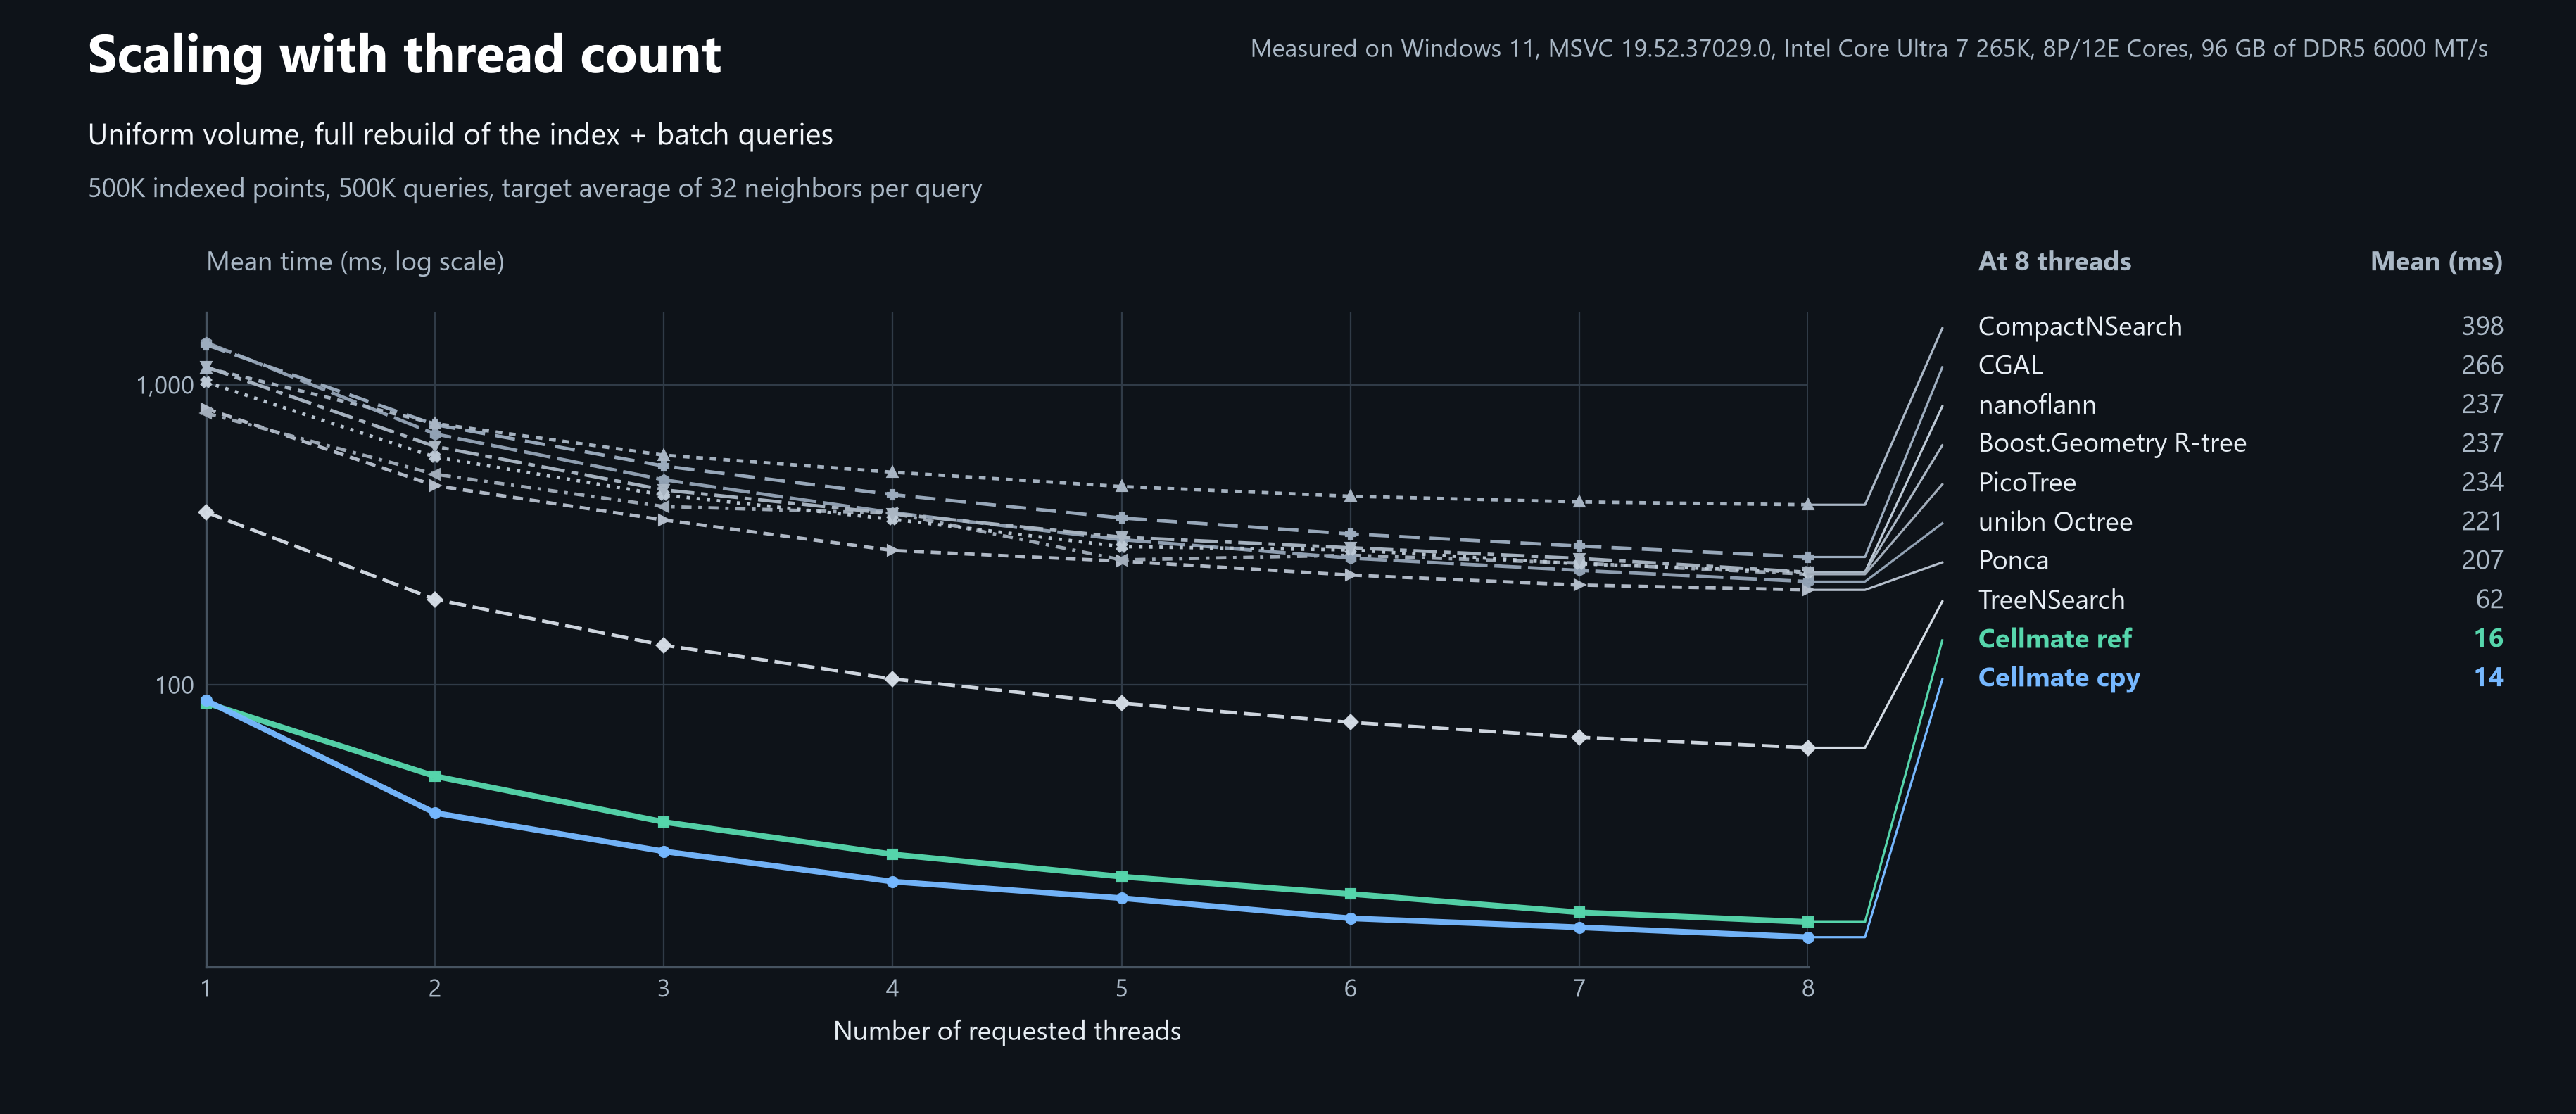 Scaling with thread count
Measured on Windows 11, MSVC 19.52.37029.0, Intel Core Ultra 7 265K, 8P/12E Cores, 96 GB of DDR5 6000 MT/s
Uniform volume, full rebuild of the index + batch queries
500K indexed points, 500K queries, target average of 32 neighbors per query
Mean time (ms, log scale)
1,000
100
1 2 3 4 5 6 7 8
Number of requested threads
At 8 threads Mean (ms)
CompactNSearch 398
CGAL 266
nanoflann 237
Boost.Geometry R-tree 237
PicoTree 234
unibn Octree 221
Ponca 207
TreeNSearch 62
Cellmate ref 16
Cellmate cpy 14